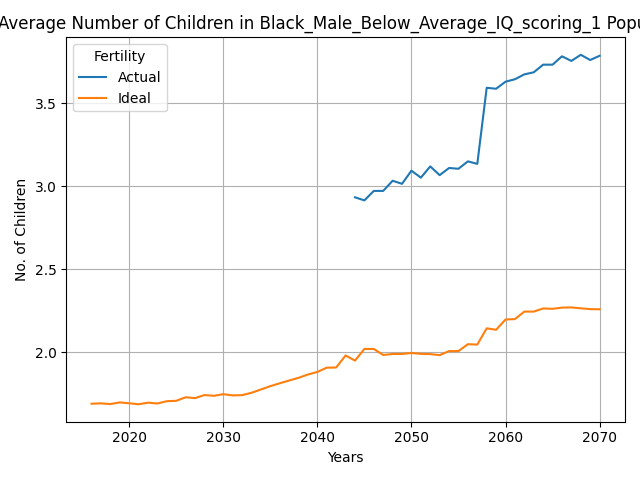 Average Number of Children in Black_Male_Below_Average_IQ_scoring_1 Popu
Fertility
Actual
Ideal
3.5
3.0
2.5
2.0
No. of Children
2020 2030 2040 2050 2060 2070
Years